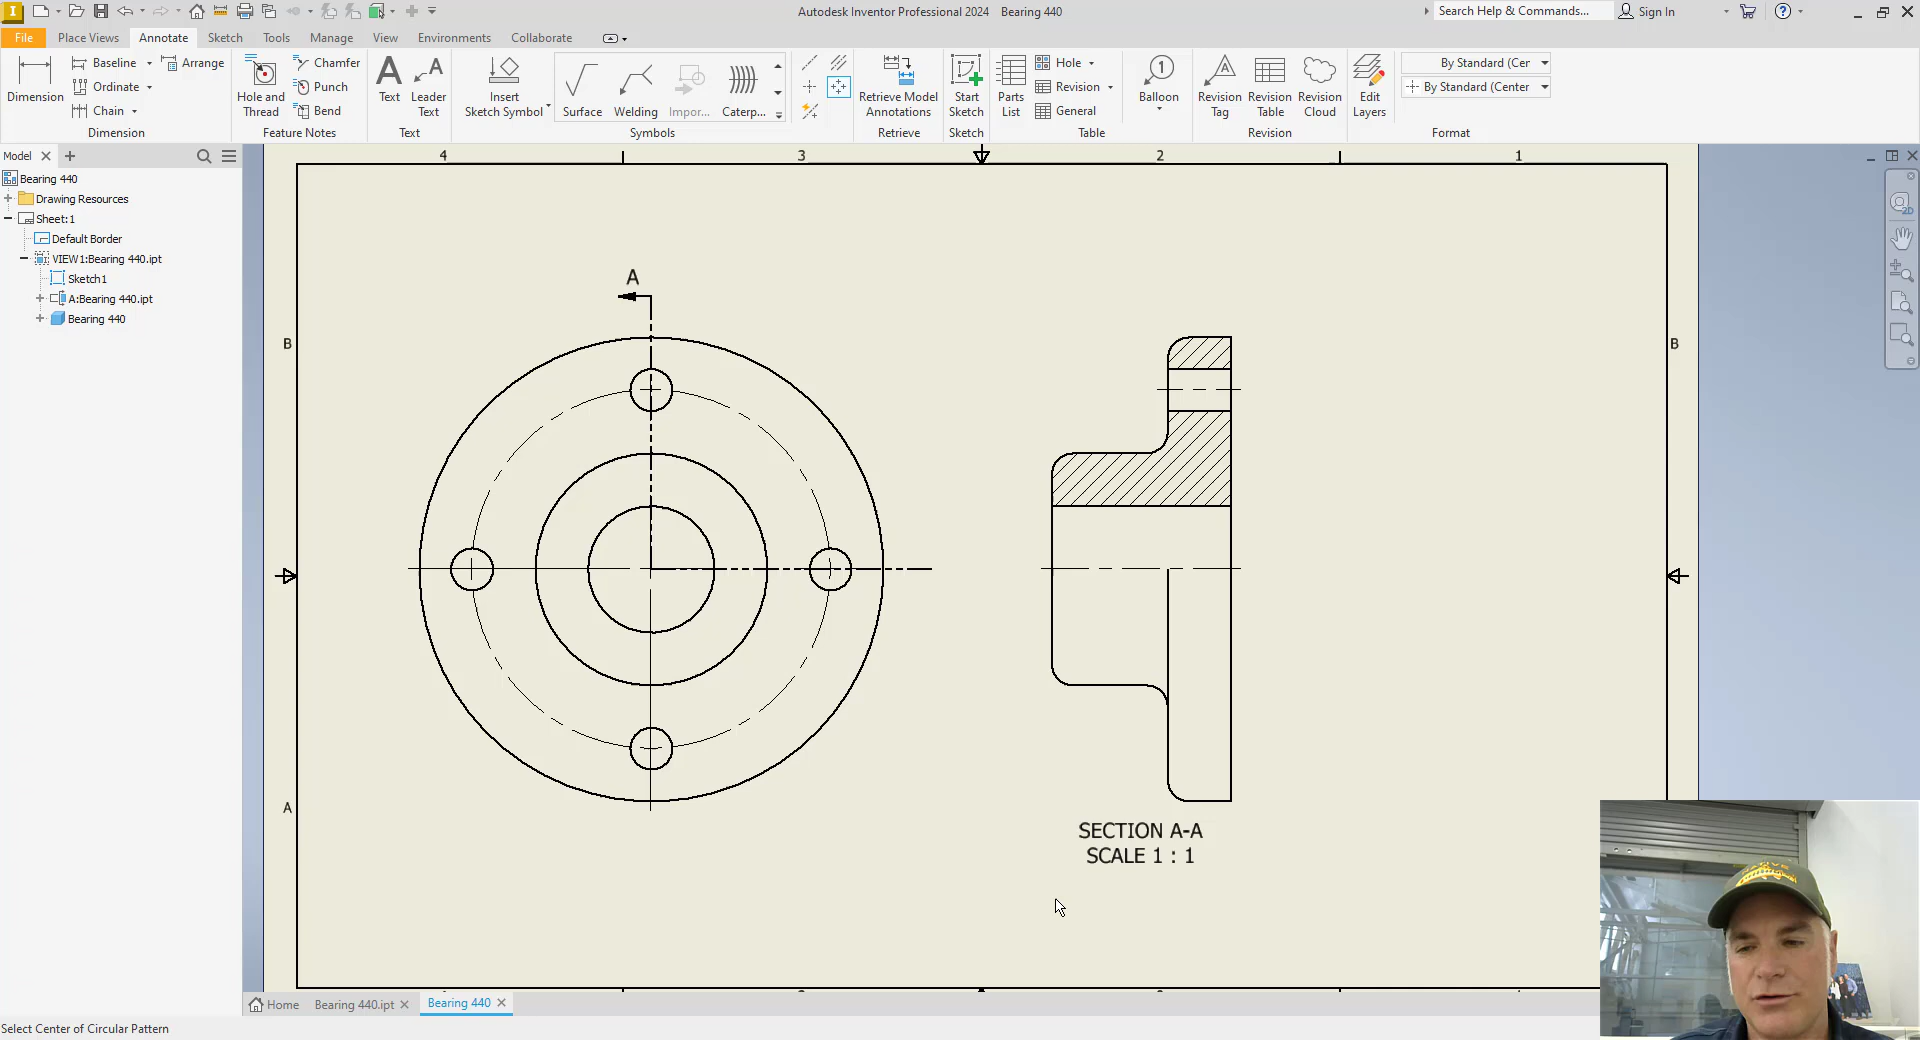 I
Autodesk Inventor Professional 2024 Bearing 440
Search Help & Commands...
Sign In
?
File
Place Views
Annotate
Sketch
Tools
Manage
View
Environments
Collaborate
Dimension
Baseline
Ordinate
Chain
Arrange
Dimension
Hole and
Thread
Chamfer
Punch
Bend
Feature Notes
A
Text
A
Leader
Text
Text
Insert
Sketch Symbol
Surface
Welding
Impor...
Caterp...
Symbols
Retrieve Model
Annotations
Retrieve
Start
Sketch
Sketch
Parts
List
Hole
Revision
General
Table
1
Balloon
A
Revision
Tag
Revision
Table
Revision
Cloud
Revision
Edit
Layers
By Standard (Cer
By Standard (Center
Format
Model
Bearing 440
Drawing Resources
Sheet:1
Default Border
VIEW1:Bearing 440.ipt
Sketch1
A:Bearing 440.ipt
Bearing 440
4
3
2
1
2D
A
B
B
A
SECTION A-A
SCALE 1 : 1
Home
Bearing 440.ipt
Bearing 440
Select Center of Circular Pattern